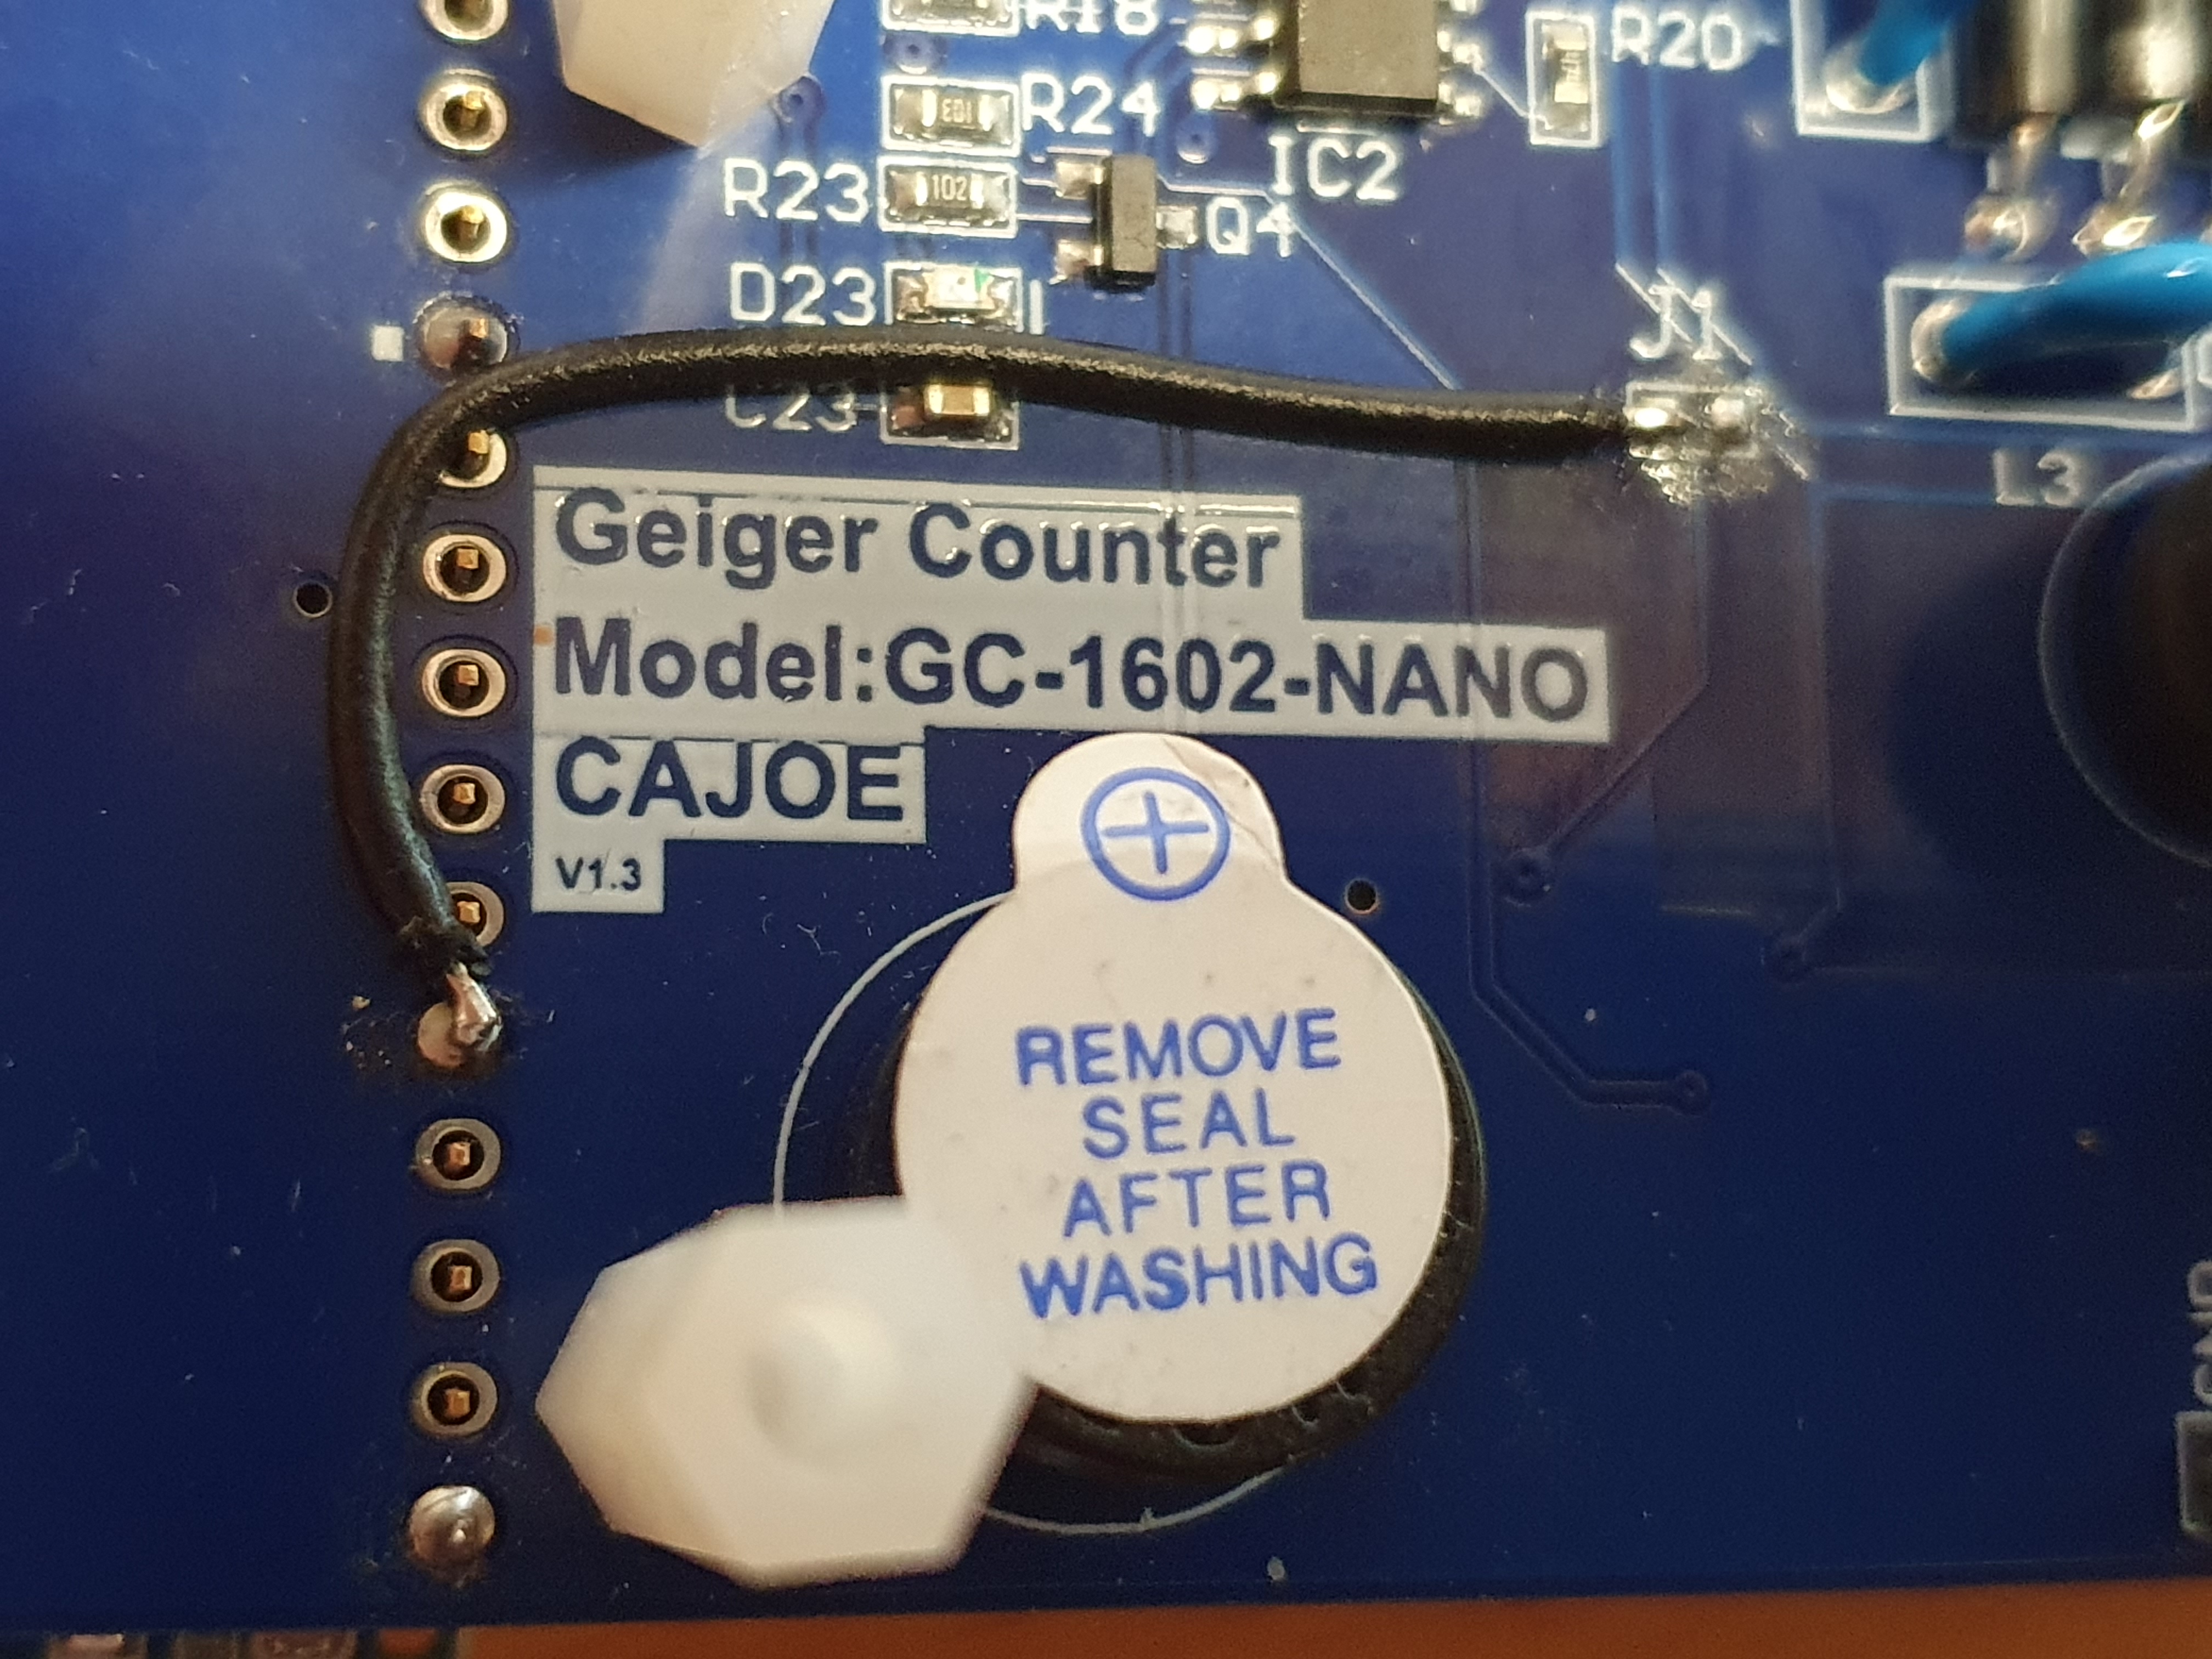 R18
R20
R24
103
IC2
R23
102
Q4
D23
J1
C23
L3
Geiger Counter
Model:GC-1602-NANO
CAJOE
V1.3
+
REMOVE
SEAL
AFTER
WASHING
GND